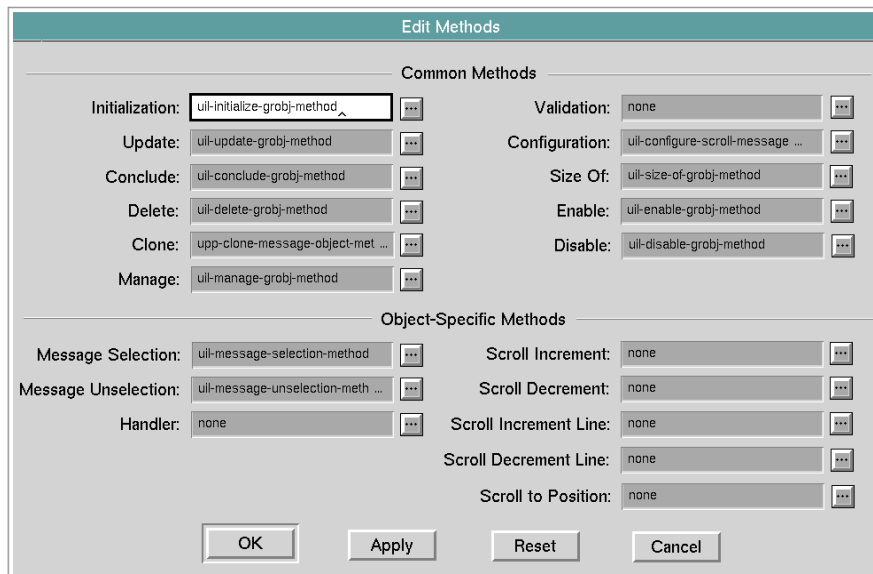 Edit Methods
Common Methods
Initialization: uil-initialize-grobj-method ...
Update: uil-update-grobj-method ...
Conclude: uil-conclude-grobj-method ...
Delete: uil-delete-grobj-method ...
Clone: upp-clone-message-object-met ... ...
Manage: uil-manage-grobj-method ...
Validation: none ...
Configuration: uil-configure-scroll-message ... ...
Size Of: uil-size-of-grobj-method ...
Enable: uil-enable-grobj-method ...
Disable: uil-disable-grobj-method ...
Object-Specific Methods
Message Selection: uil-message-selection-method ...
Message Unselection: uil-message-unselection-meth ... ...
Handler: none ...
Scroll Increment: none ...
Scroll Decrement: none ...
Scroll Increment Line: none ...
Scroll Decrement Line: none ...
Scroll to Position: none ...
OK Apply Reset Cancel